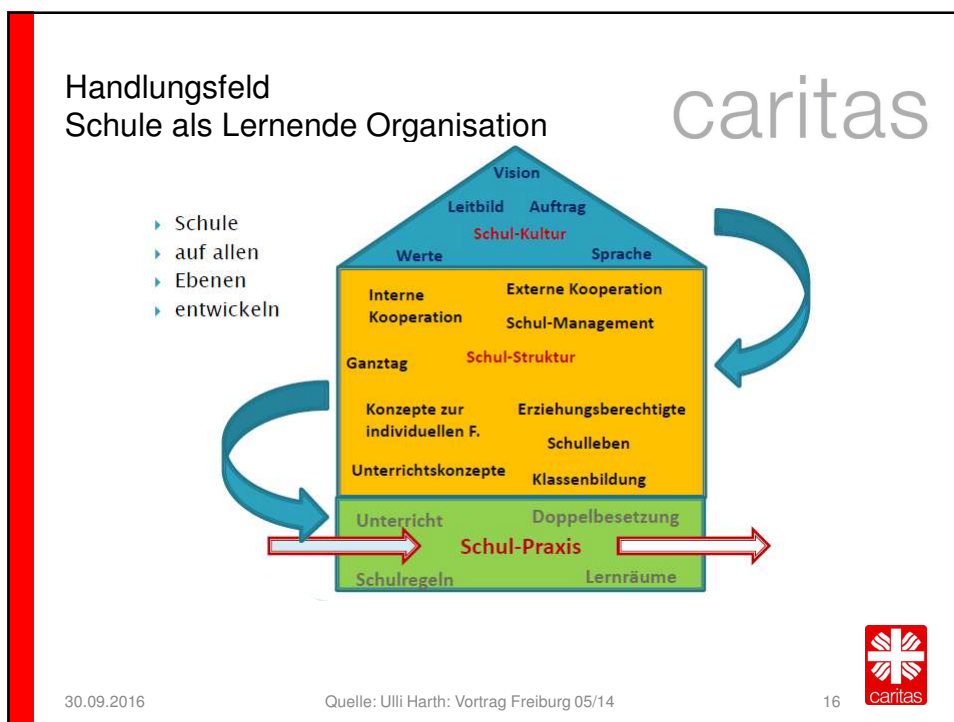 Handlungsfeld
Schule als Lernende Organisation
caritas
Schule
auf allen
Ebenen
entwickeln
Vision
Leitbild Auftrag
Schul-Kultur
Werte Sprache
Interne
Kooperation
Externe Kooperation
Schul-Management
Ganztag
Schul-Struktur
Konzepte zur
individuellen F.
Erziehungsberechtigte
Schulleben
Unterrichtskonzepte
Klassenbildung
Unterricht Doppelbesetzung
Schul-Praxis
Schulregeln Lernräume
30.09.2016
Quelle: Ulli Harth: Vortrag Freiburg 05/14
16
caritas